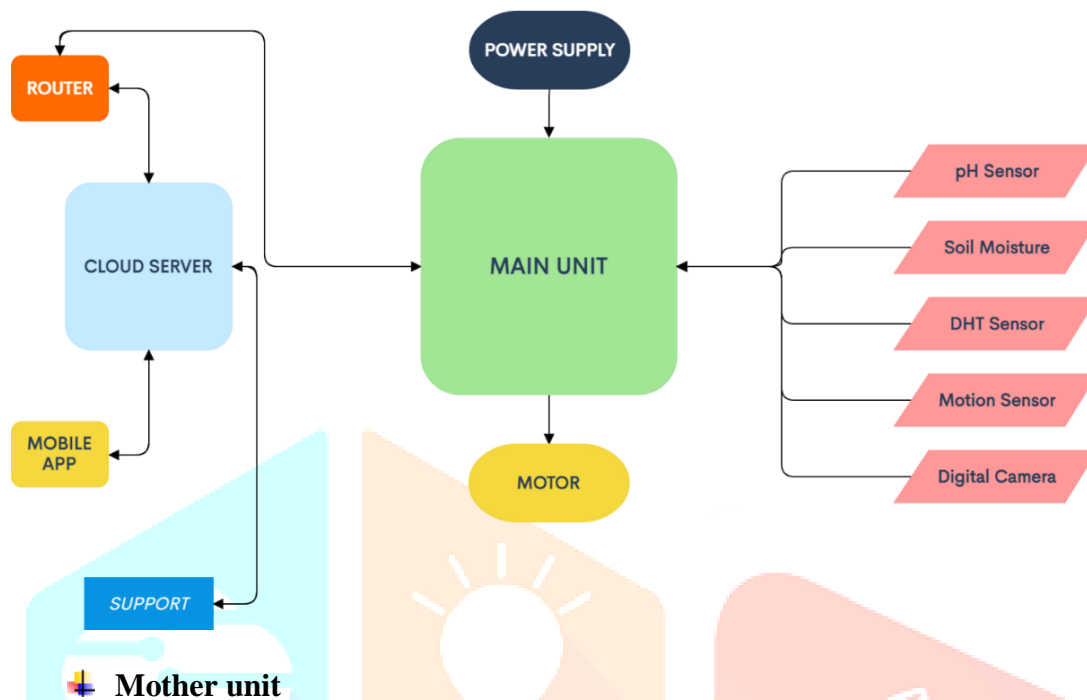 POWER SUPPLY
ROUTER
CLOUD SERVER
MAIN UNIT
pH Sensor
Soil Moisture
DHT Sensor
Motion Sensor
Digital Camera
MOBILE
APP
MOTOR
SUPPORT
Mother unit